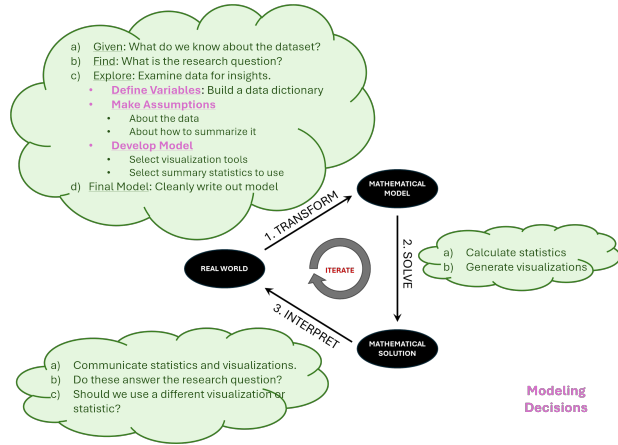 a) Given: What do we know about the dataset?
b) Find: What is the research question?
c) Explore: Examine data for insights.
• Define Variables: Build a data dictionary
• Make Assumptions
• About the data
• About how to summarize it
• Develop Model
• Select visualization tools
• Select summary statistics to use
d) Final Model: Cleanly write out model
1. TRANSFORM
MATHEMATICAL
MODEL
2. SOLVE
a) Calculate statistics
b) Generate visualizations
REAL WORLD
ITERATE
3. INTERPRET
MATHEMATICAL
SOLUTION
a) Communicate statistics and visualizations.
b) Do these answer the research question?
c) Should we use a different visualization or
statistic?
Modeling
Decisions